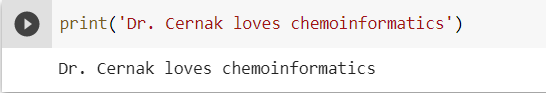 print('Dr. Cernak loves chemoinformatics')
Dr. Cernak loves chemoinformatics